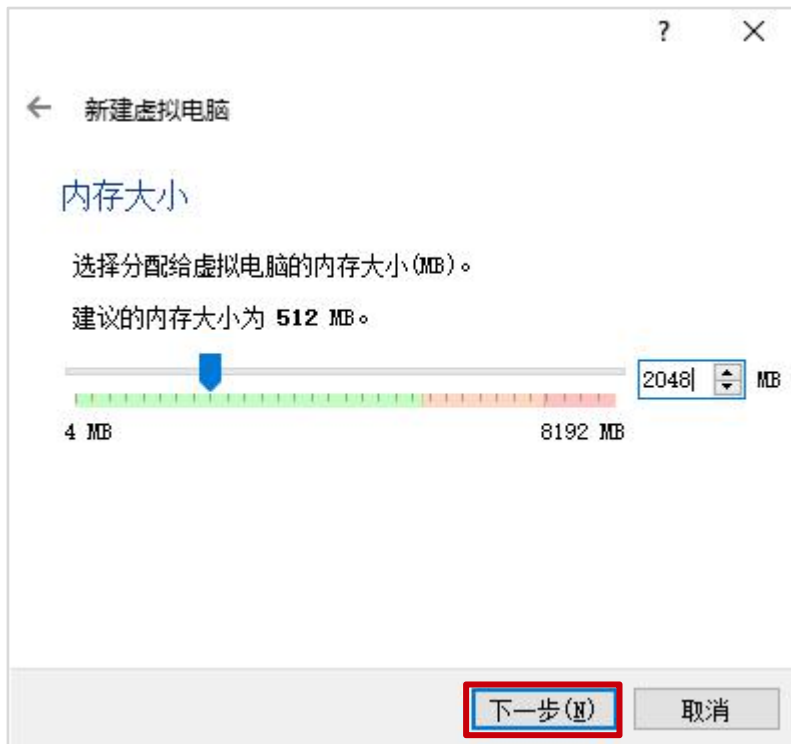 ?
新建虚拟电脑
内存大小
选择分配给虚拟电脑的内存大小(MB)。
建议的内存大小为 512 MB。
2048 MB
4 MB 8192 MB
下一步(N) 取消